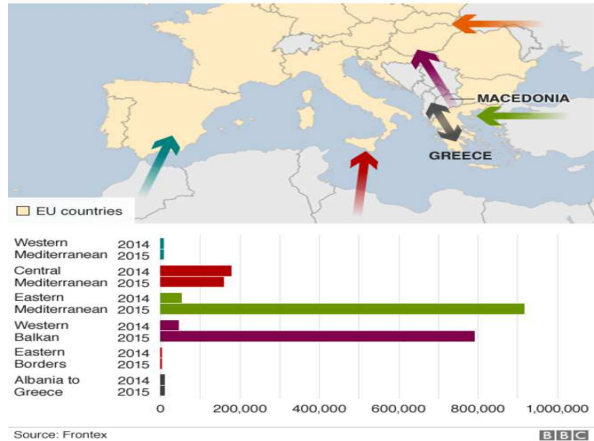 MACEDONIA
GREECE
EU countries
Western 2014
Mediterranean 2015
Central 2014
Mediterranean 2015
Eastern 2014
Mediterranean 2015
Western 2014
Balkan 2015
Eastern 2014
Borders 2015
Albania to 2014
Greece 2015
0 200,000 400,000 600,000 800,000 1,000,000
Source: Frontex BBC